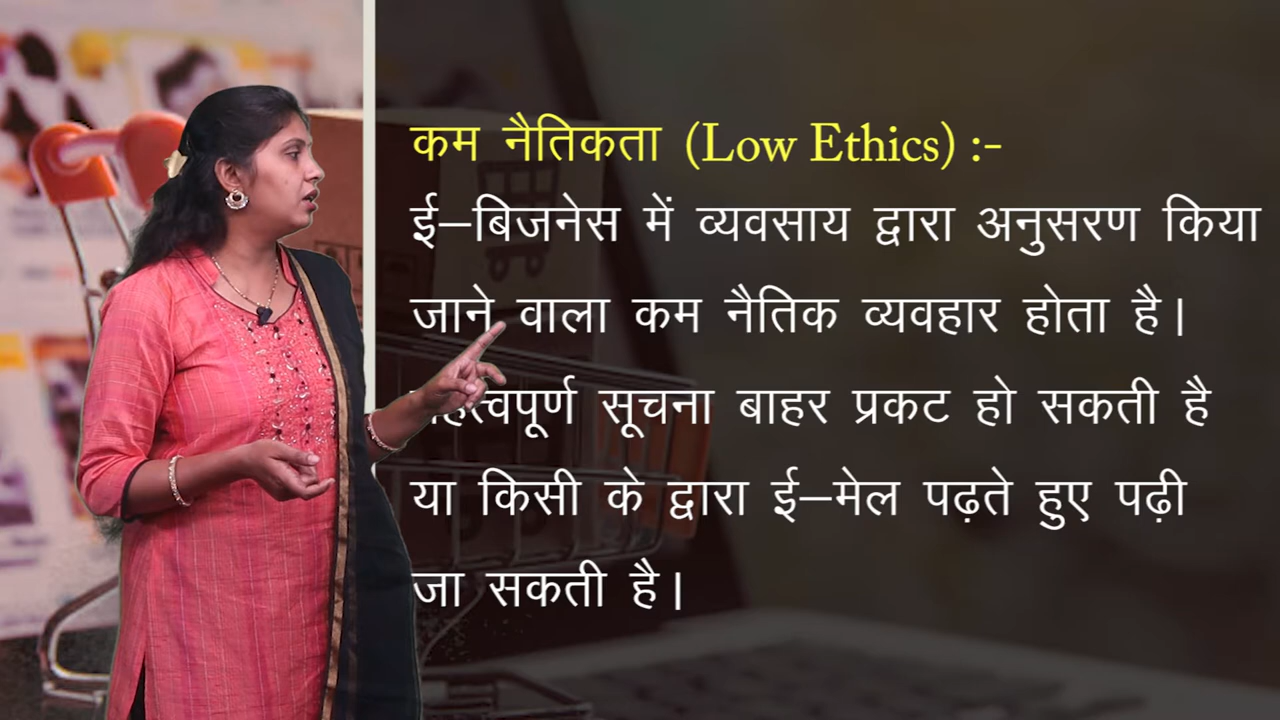 कम नैतिकता (Low Ethics) :-
ई–बिजनेस में व्यवसाय द्वारा अनुसरण किया
जाने वाला कम नैतिक व्यवहार होता है।
सूचना बाहर प्रकट हो सकती है
या किसी के द्वारा ई–मेल पढ़ते हुए पढ़ी
जा सकती है।